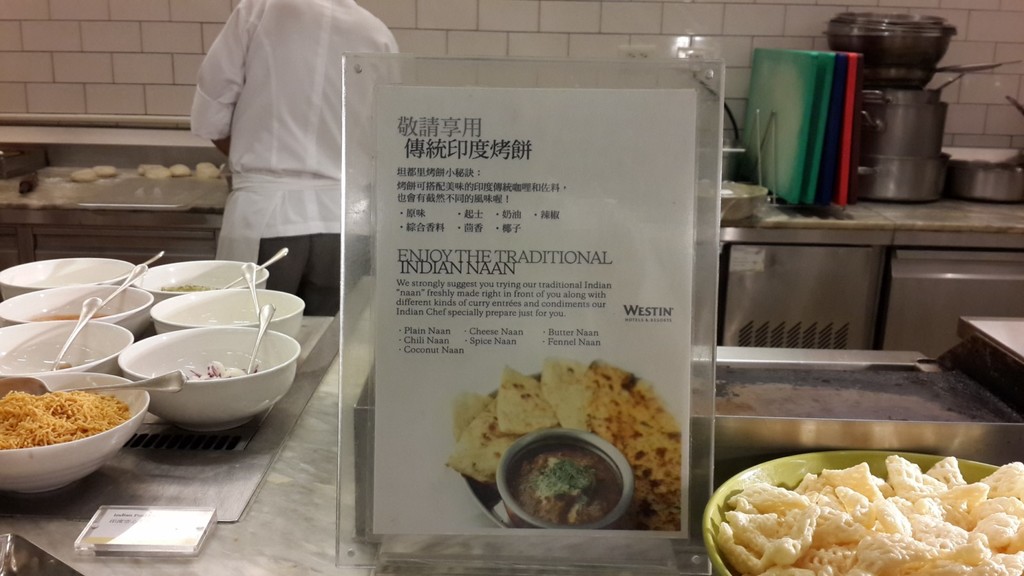 敬請享用
傳統印度烤餅
坦都里烤餅小秘訣：
烤餅可搭配美味的印度傳統咖哩和佐料，
也會有截然不同的風味喔！
・原味 ・起士 ・奶油 ・辣椒
・綜合香料 ・茴香 ・椰子
ENJOY THE TRADITIONAL
INDIAN NAAN
We strongly suggest you trying our traditional Indian
"naan" freshly made right in front of you along with
different kinds of curry entrées and condiments our
Indian Chef specially prepare just for you.
· Plain Naan · Cheese Naan · Butter Naan
· Chili Naan · Spice Naan · Fennel Naan
· Coconut Naan
WESTIN
HOTELS & RESORTS
Indian